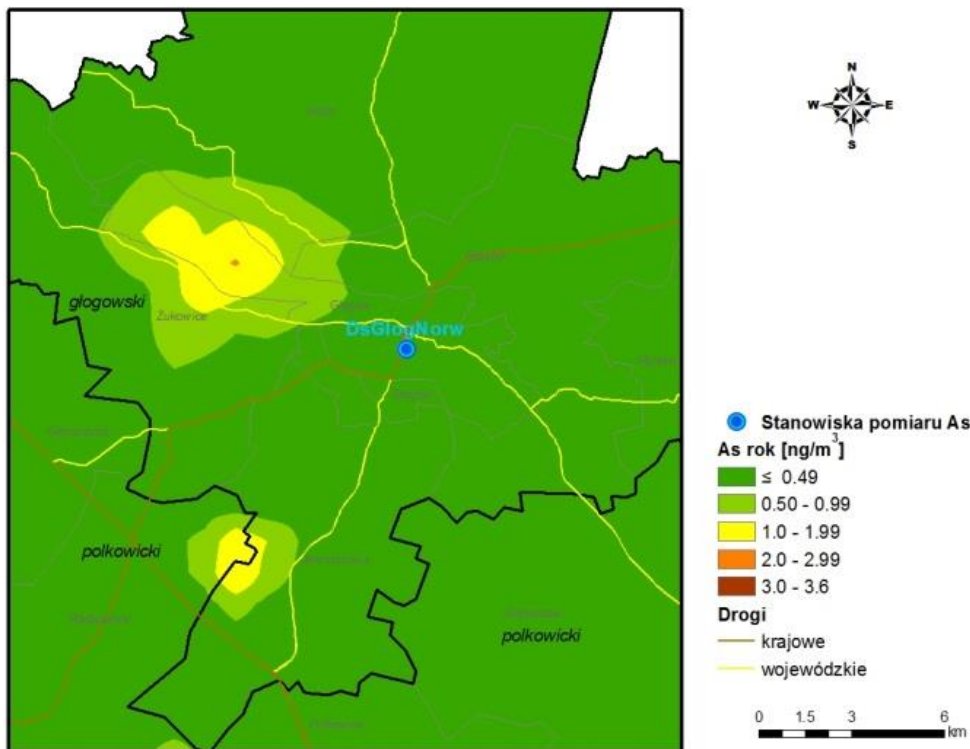 N
W E
S
głogowski
Żukowice
DsGlogNorw
polkowicki
polkowicki
Stanowiska pomiaru As
As rok [ng/m³]
≤ 0.49
0.50 - 0.99
1.0 - 1.99
2.0 - 2.99
3.0 - 3.6
Drogi
krajowe
wojewódzkie
0 1.5 3 6
km